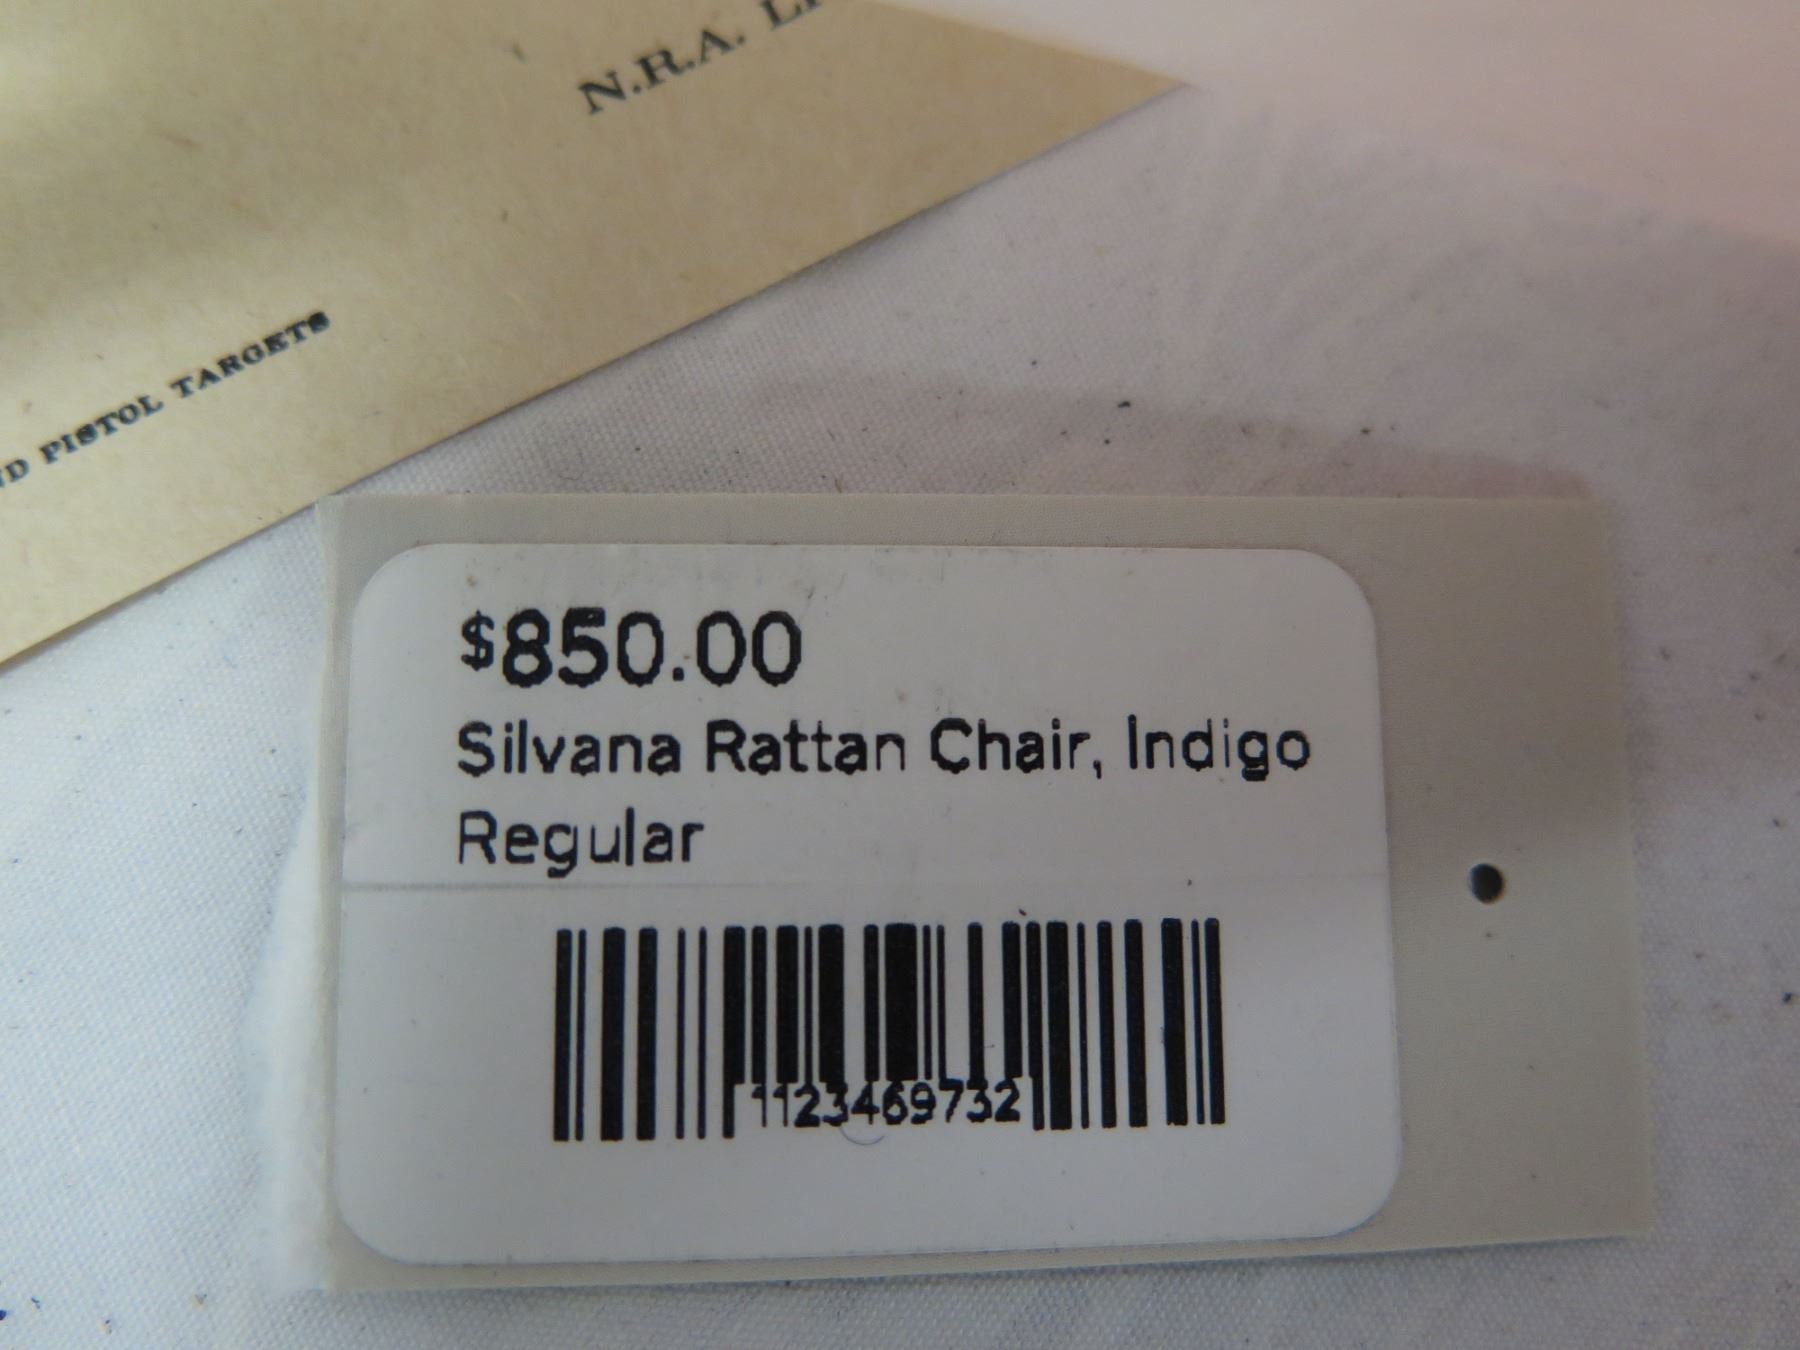 N.R.A.
PISTOL TARGETS
$850.00
Silvana Rattan Chair, Indigo
Regular
1123469732